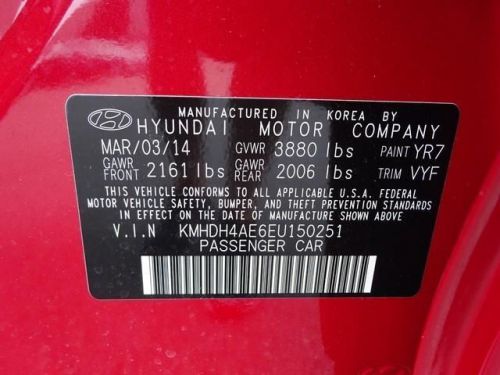 MANUFACTURED IN KOREA BY
HYUNDAI MOTOR COMPANY
MAR/03/14 GVWR 3880 lbs PAINT YR7
GAWR FRONT 2161 lbs GAWR REAR 2006 lbs TRIM VYF
THIS VEHICLE CONFORMS TO ALL APPLICABLE U.S.A. FEDERAL
MOTOR VEHICLE SAFETY, BUMPER, AND THEFT PREVENTION STANDARDS
IN EFFECT ON THE DATE OF MANUFACTURE SHOWN ABOVE.
V.I.N KMHDH4AE6EU150251
PASSENGER CAR